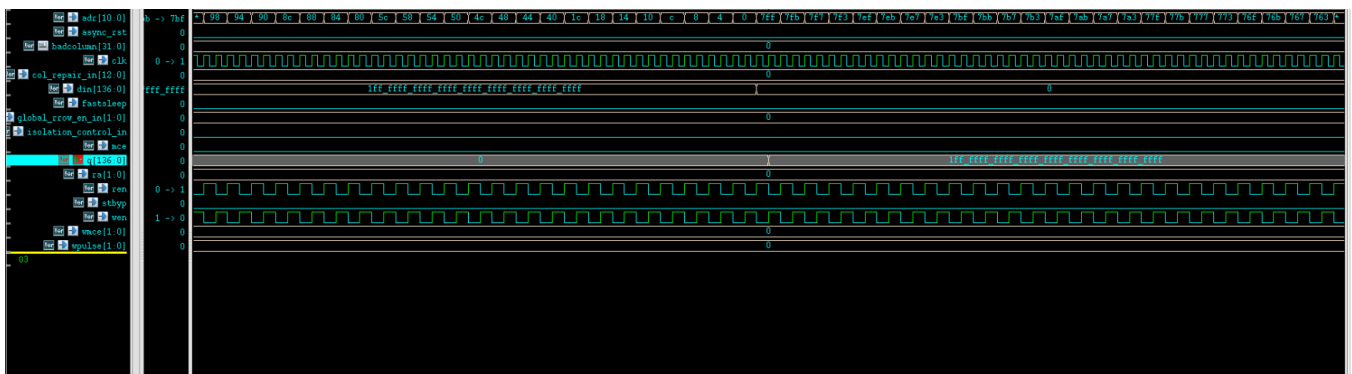 adr[10:0] b -> 7bf * 98 94 90 8c 88 84 80 5c 58 54 50 4c 48 44 40 1c 18 14 10 c 8 4 0 7ff 7fb 7f7 7f3 7ef 7eb 7e7 7e3 7bf 7bb 7b7 7b3 7af 7ab 7a7 7a3 77f 77b 777 773 76f 76b 767 763 *
async_rst 0
badcolumn[31:0] 0 0
clk 0 -> 1
col_repair_in[12:0] 0 0
din[136:0] fff_ffff 1ff_ffff_ffff_ffff_ffff_ffff_ffff_ffff_ffff 0
fastsleep 0
global_rrow_en_in[1:0] 0 0
isolation_control_in 0
mce 0
q[136:0] 0 0 1ff_ffff_ffff_ffff_ffff_ffff_ffff_ffff_ffff
ra[1:0] 0 0
ren 0 -> 1
stbyp 0
wen 1 -> 0
wmce[1:0] 0 0
wpulse[1:0] 0 0